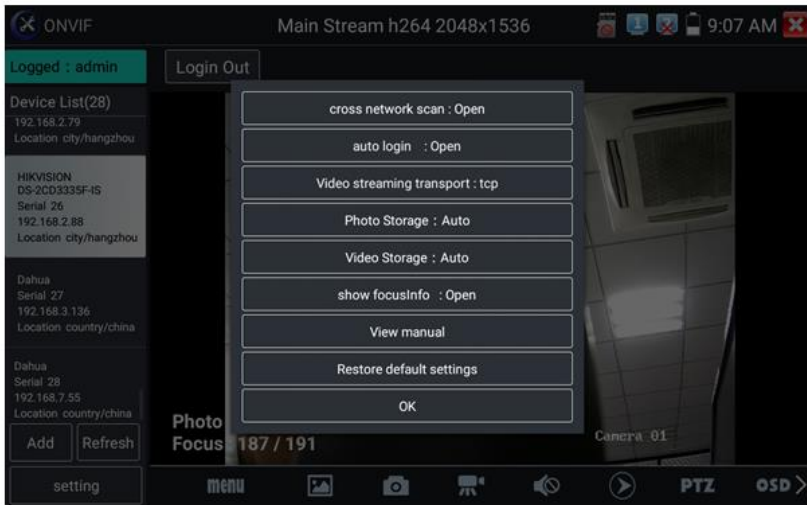 ONVIF
Main Stream h264 2048x1536
9:07 AM
Logged : admin
Login Out
Device List(28)
192.168.2.79
Location city/hangzhou
HIKVISION
DS-2CD3335F-IS
Serial 26
192.168.2.88
Location city/hangzhou
Dahua
Serial 27
192.168.3.136
Location country/china
Dahua
Serial 28
192.168.7.55
Location country/china
Add
Refresh
setting
cross network scan : Open
auto login : Open
Video streaming transport : tcp
Photo Storage : Auto
Video Storage : Auto
show focusInfo : Open
View manual
Restore default settings
OK
Photo
Focus 187 / 191
Camera 01
menu
PTZ
OSD